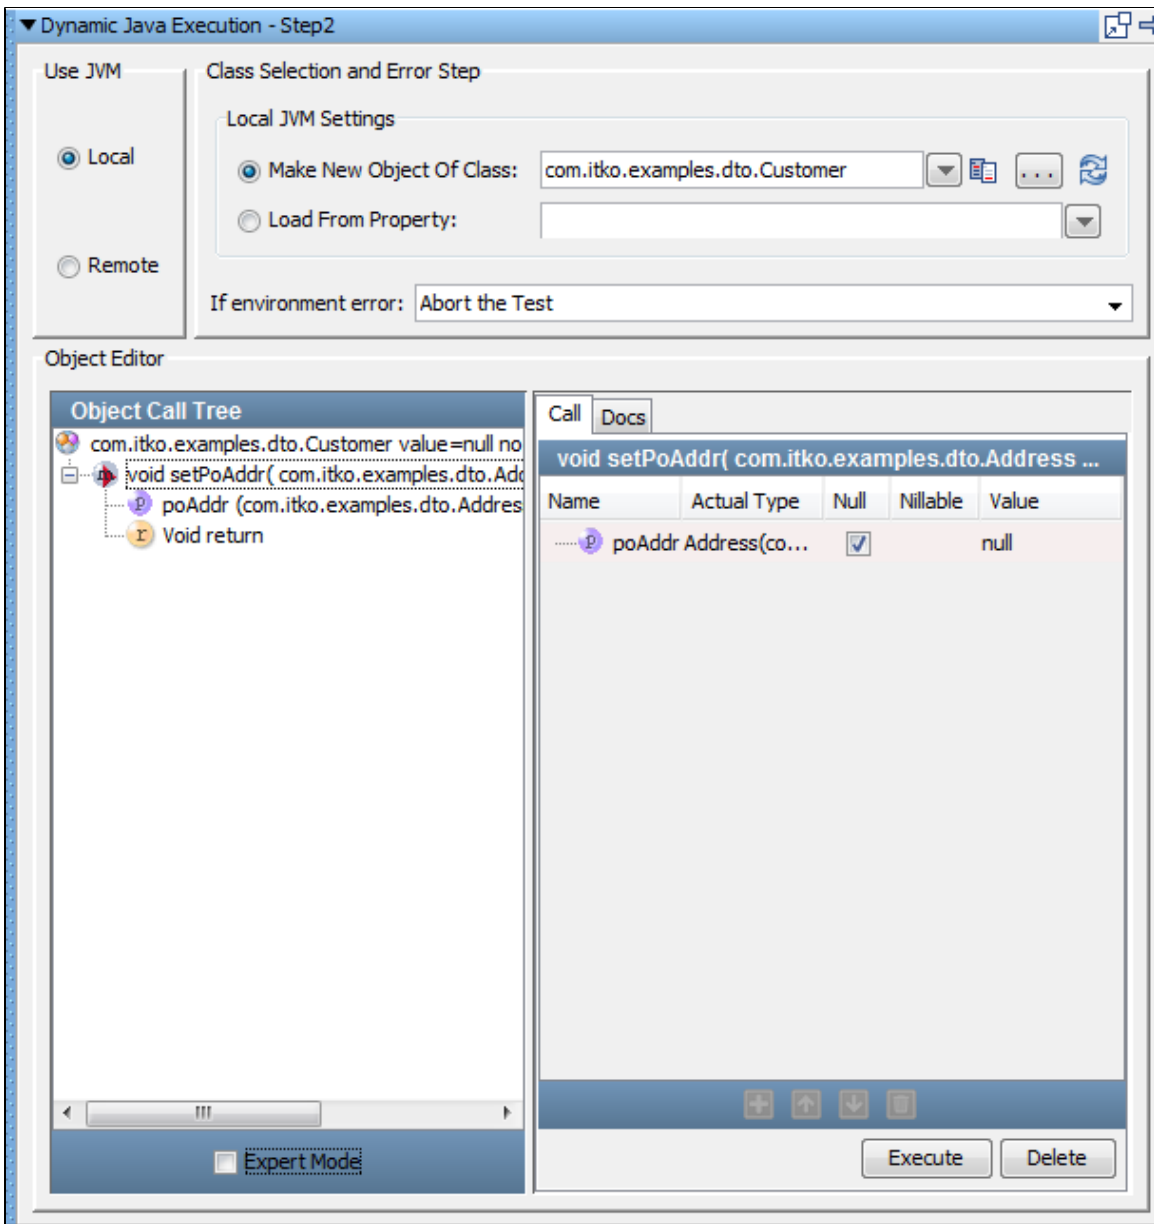 Dynamic Java Execution - Step2
Use JVM
Class Selection and Error Step
Local JVM Settings
Local
Make New Object Of Class: com.itko.examples.dto.Customer ...
Load From Property:
Remote
If environment error: Abort the Test
Object Editor
Object Call Tree
Call Docs
com.itko.examples.dto.Customer value=null no
void setPoAddr( com.itko.examples.dto.Address ...
void setPoAddr( com.itko.examples.dto.Add
Name Actual Type Null Nillable Value
poAddr (com.itko.examples.dto.Addres
Void return
poAddr Address(co... null
Expert Mode
Execute Delete